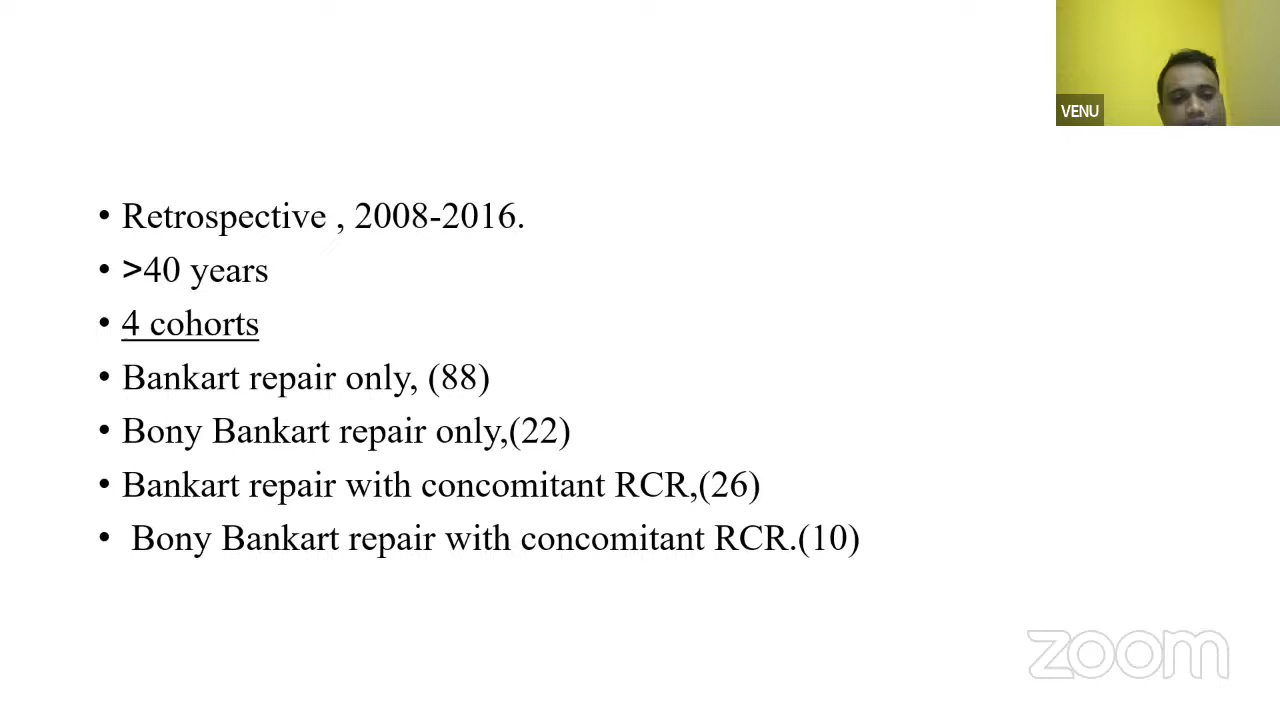 VENU
• Retrospective , 2008-2016.
• >40 years
• 4 cohorts
• Bankart repair only, (88)
• Bony Bankart repair only,(22)
• Bankart repair with concomitant RCR,(26)
•  Bony Bankart repair with concomitant RCR.(10)
zoom